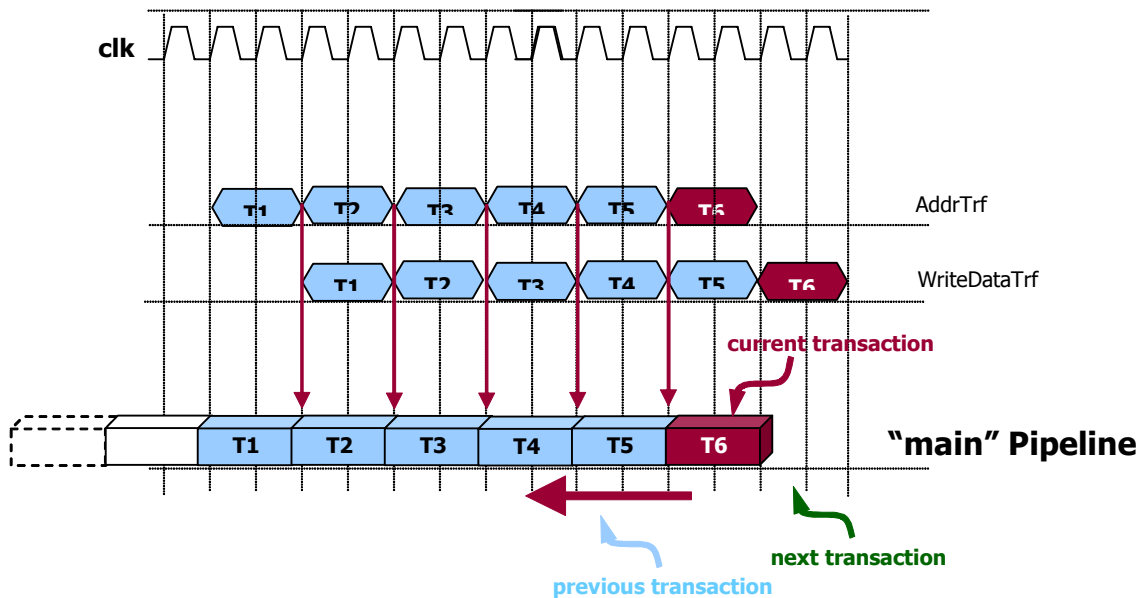 clk
T1 T2 T3 T4 T5 T6
AddrTrf
T1 T2 T3 T4 T5 T6
WriteDataTrf
current transaction
T1 T2 T3 T4 T5 T6
“main” Pipeline
next transaction
previous transaction